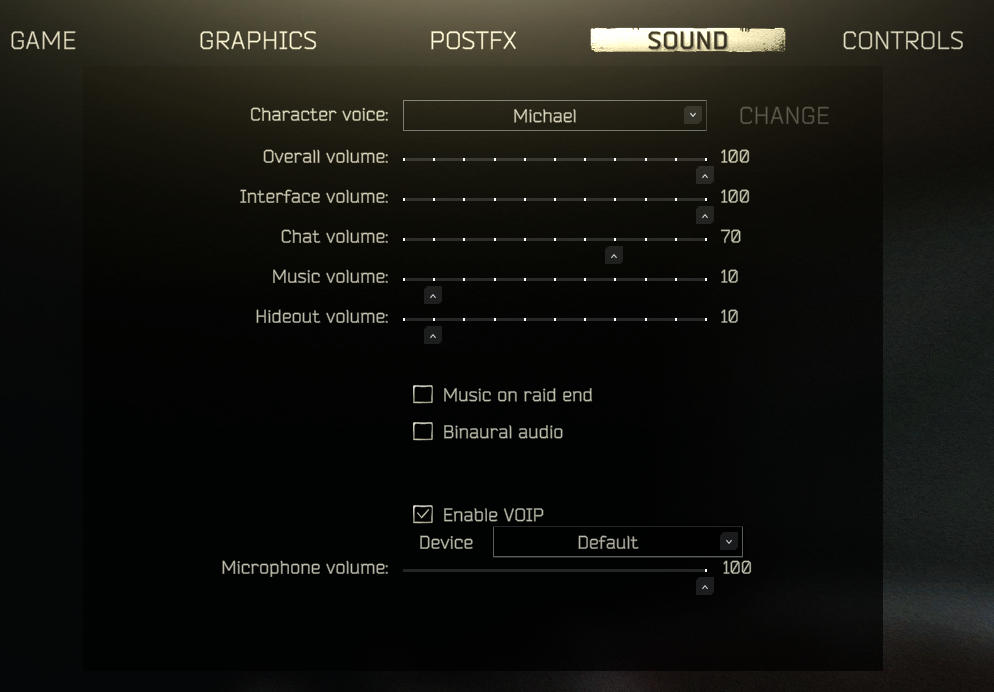 GAME GRAPHICS POSTFX SOUND CONTROLS
Character voice: Michael CHANGE
Overall volume: 100
Interface volume: 100
Chat volume: 70
Music volume: 10
Hideout volume: 10
Music on raid end
Binaural audio
Enable VOIP
Device Default
Microphone volume: 100